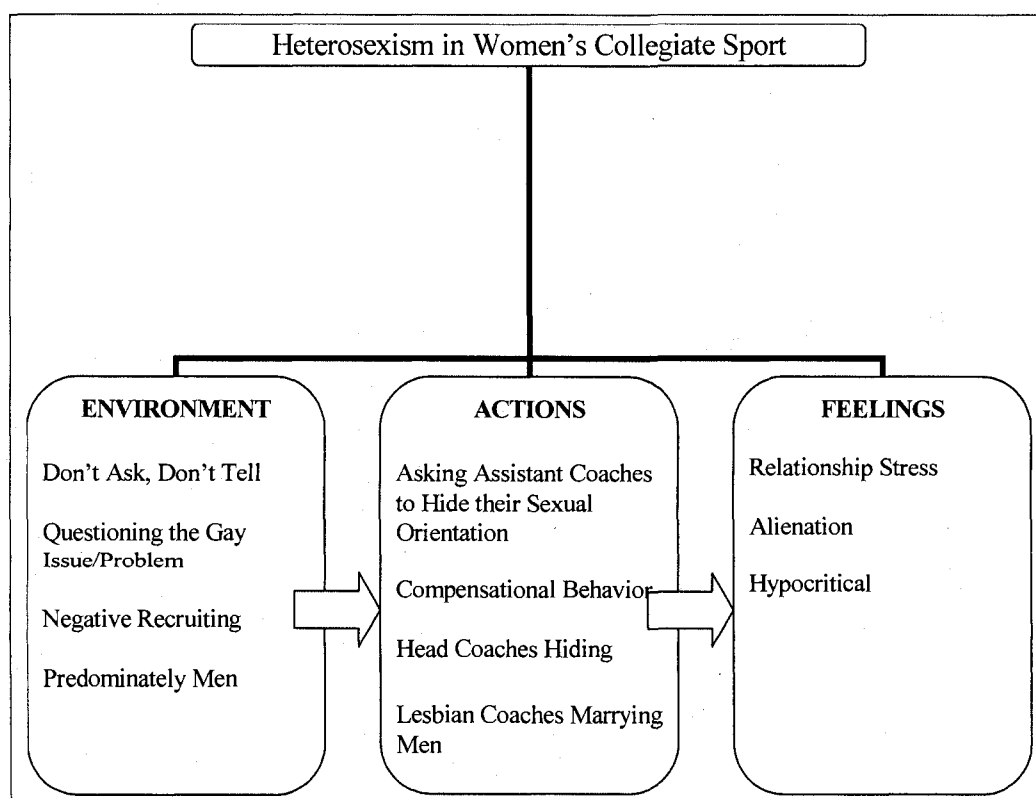 Heterosexism in Women's Collegiate Sport
ENVIRONMENT
Don't Ask, Don't Tell
Questioning the Gay
Issue/Problem
Negative Recruiting
Predominately Men
ACTIONS
Asking Assistant Coaches
to Hide their Sexual
Orientation
Compensational Behavior
Head Coaches Hiding
Lesbian Coaches Marrying
Men
FEELINGS
Relationship Stress
Alienation
Hypocritical